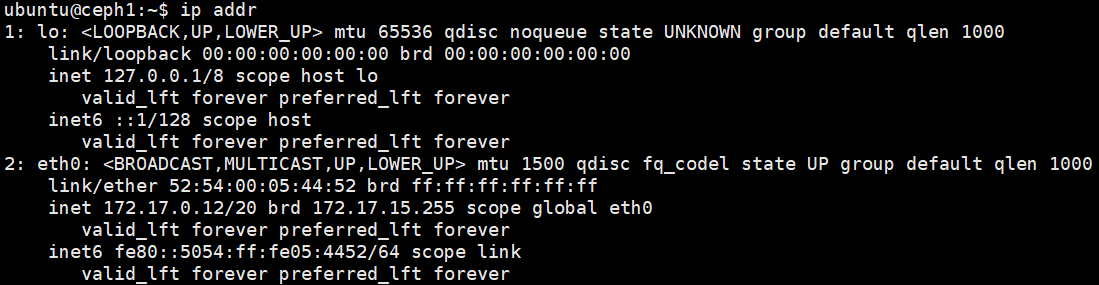 ubuntu@ceph1:~$ ip addr
1: lo: <LOOPBACK,UP,LOWER_UP> mtu 65536 qdisc noqueue state UNKNOWN group default qlen 1000
    link/loopback 00:00:00:00:00:00 brd 00:00:00:00:00:00
    inet 127.0.0.1/8 scope host lo
       valid_lft forever preferred_lft forever
    inet6 ::1/128 scope host
       valid_lft forever preferred_lft forever
2: eth0: <BROADCAST,MULTICAST,UP,LOWER_UP> mtu 1500 qdisc fq_codel state UP group default qlen 1000
    link/ether 52:54:00:05:44:52 brd ff:ff:ff:ff:ff:ff
    inet 172.17.0.12/20 brd 172.17.15.255 scope global eth0
       valid_lft forever preferred_lft forever
    inet6 fe80::5054:ff:fe05:4452/64 scope link
       valid_lft forever preferred_lft forever